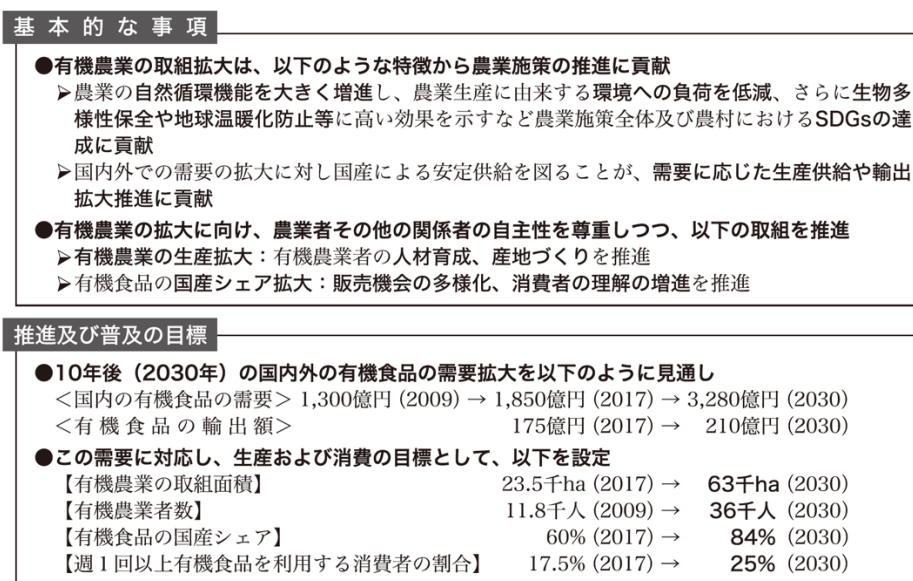 基本的な事項
●有機農業の取組拡大は、以下のような特徴から農業施策の推進に貢献
➢農業の自然循環機能を大きく増進し、農業生産に由来する環境への負荷を低減、さらに生物多
様性保全や地球温暖化防止等に高い効果を示すなど農業施策全体及び農村におけるSDGsの達
成に貢献
➢国内外での需要の拡大に対し国産による安定供給を図ることが、需要に応じた生産供給や輸出
拡大推進に貢献
●有機農業の拡大に向け、農業者その他の関係者の自主性を尊重しつつ、以下の取組を推進
➢有機農業の生産拡大：有機農業者の人材育成、産地づくりを推進
➢有機食品の国産シェア拡大：販売機会の多様化、消費者の理解の増進を推進
推進及び普及の目標
●10年後（2030年）の国内外の有機食品の需要拡大を以下のように見通し
＜国内の有機食品の需要＞ 1,300億円 (2009) → 1,850億円 (2017) → 3,280億円 (2030)
＜有機食品の輸出額＞ 175億円 (2017) → 210億円 (2030)
●この需要に対応し、生産および消費の目標として、以下を設定
【有機農業の取組面積】 23.5千ha (2017) → 63千ha (2030)
【有機農業者数】 11.8千人 (2009) → 36千人 (2030)
【有機食品の国産シェア】 60% (2017) → 84% (2030)
【週１回以上有機食品を利用する消費者の割合】 17.5% (2017) → 25% (2030)